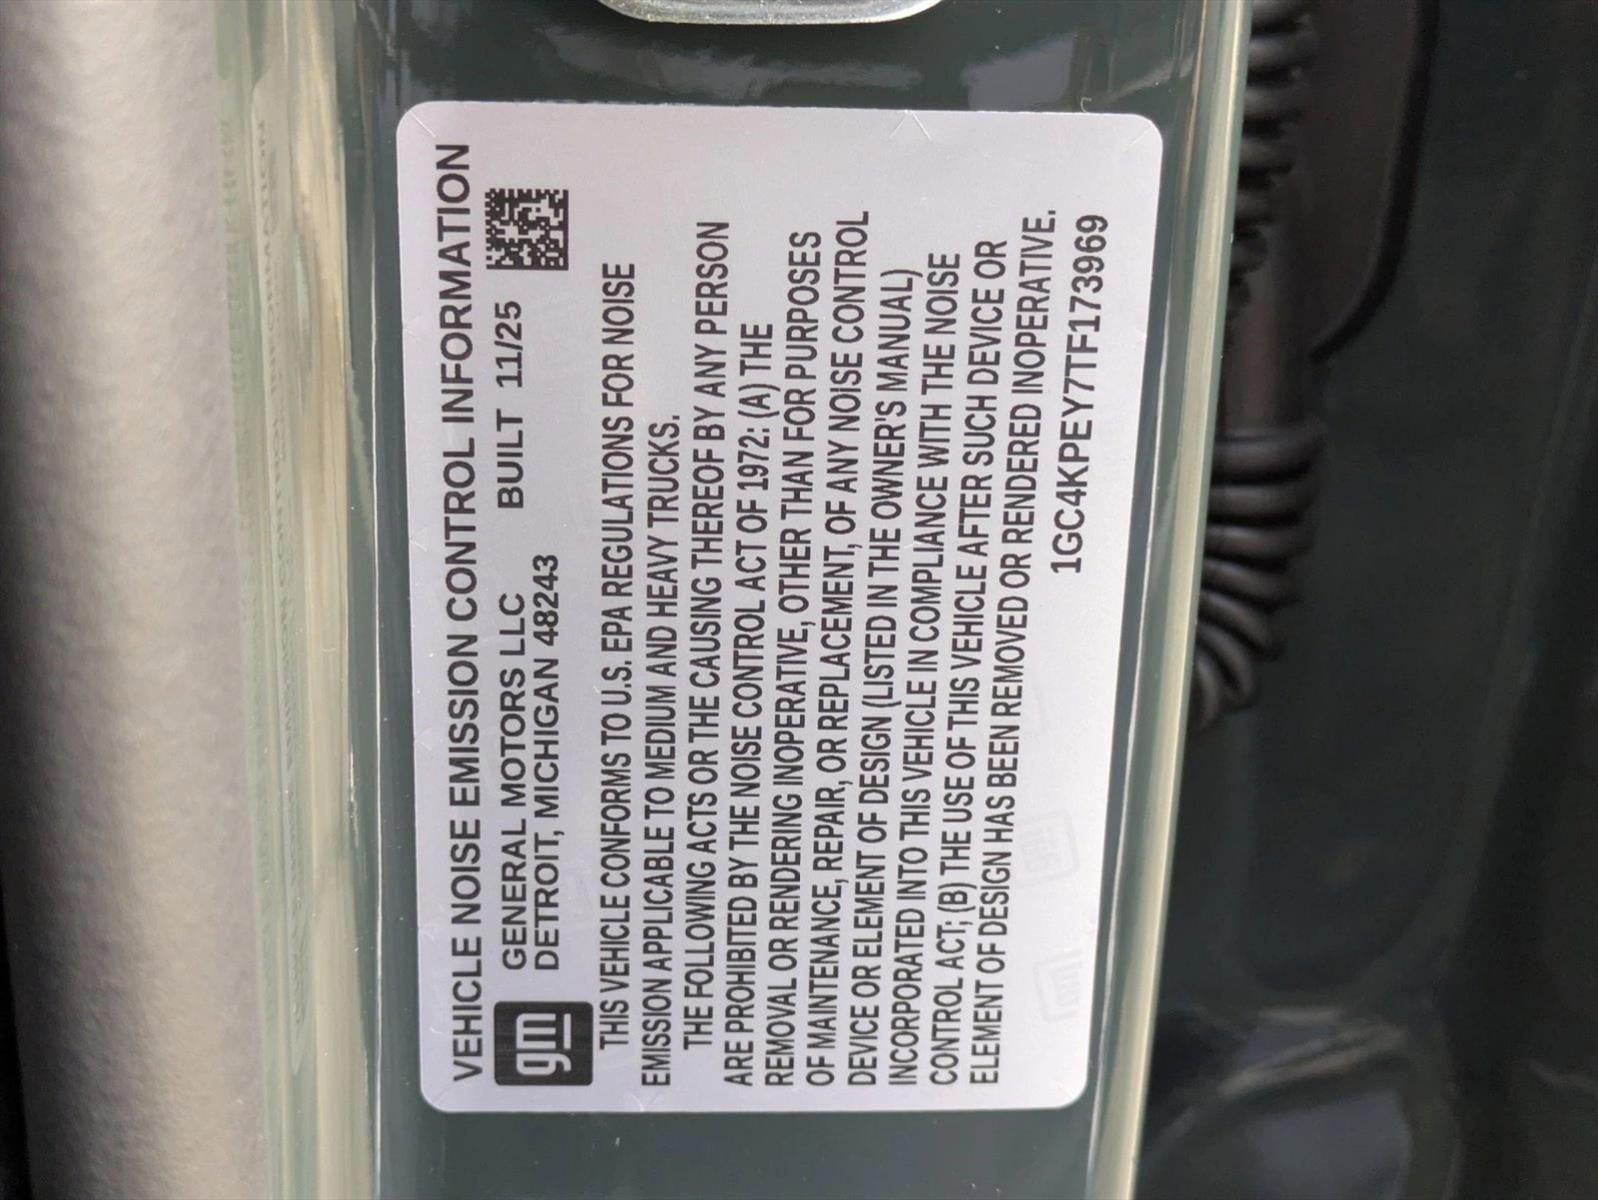 VEHICLE NOISE EMISSION CONTROL INFORMATION
gm
GENERAL MOTORS LLC BUILT 11/25
DETROIT, MICHIGAN 48243
THIS VEHICLE CONFORMS TO U.S. EPA REGULATIONS FOR NOISE
EMISSION APPLICABLE TO MEDIUM AND HEAVY TRUCKS.
THE FOLLOWING ACTS OR THE CAUSING THEREOF BY ANY PERSON
ARE PROHIBITED BY THE NOISE CONTROL ACT OF 1972: (A) THE
REMOVAL OR RENDERING INOPERATIVE, OTHER THAN FOR PURPOSES
OF MAINTENANCE, REPAIR, OR REPLACEMENT, OF ANY NOISE CONTROL
DEVICE OR ELEMENT OF DESIGN (LISTED IN THE OWNER'S MANUAL)
INCORPORATED INTO THIS VEHICLE IN COMPLIANCE WITH THE NOISE
CONTROL ACT; (B) THE USE OF THIS VEHICLE AFTER SUCH DEVICE OR
ELEMENT OF DESIGN HAS BEEN REMOVED OR RENDERED INOPERATIVE.
1GC4KPEY7TF173969